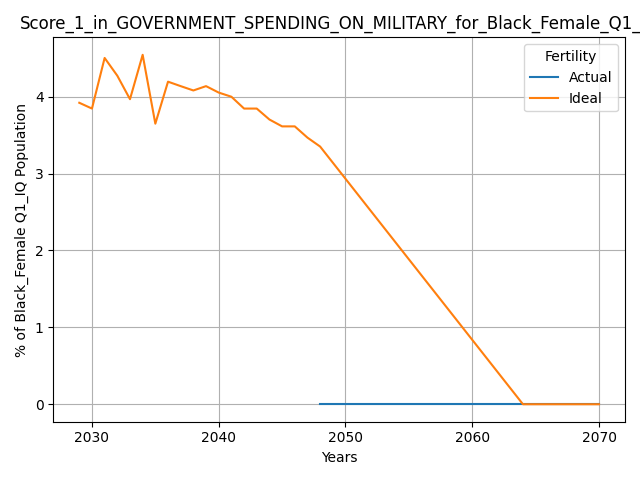 Score_1_in_GOVERNMENT_SPENDING_ON_MILITARY_for_Black_Female_Q1_
Fertility
Actual
Ideal
% of Black_Female Q1_IQ Population
4
3
2
1
0
2030 2040 2050 2060 2070
Years